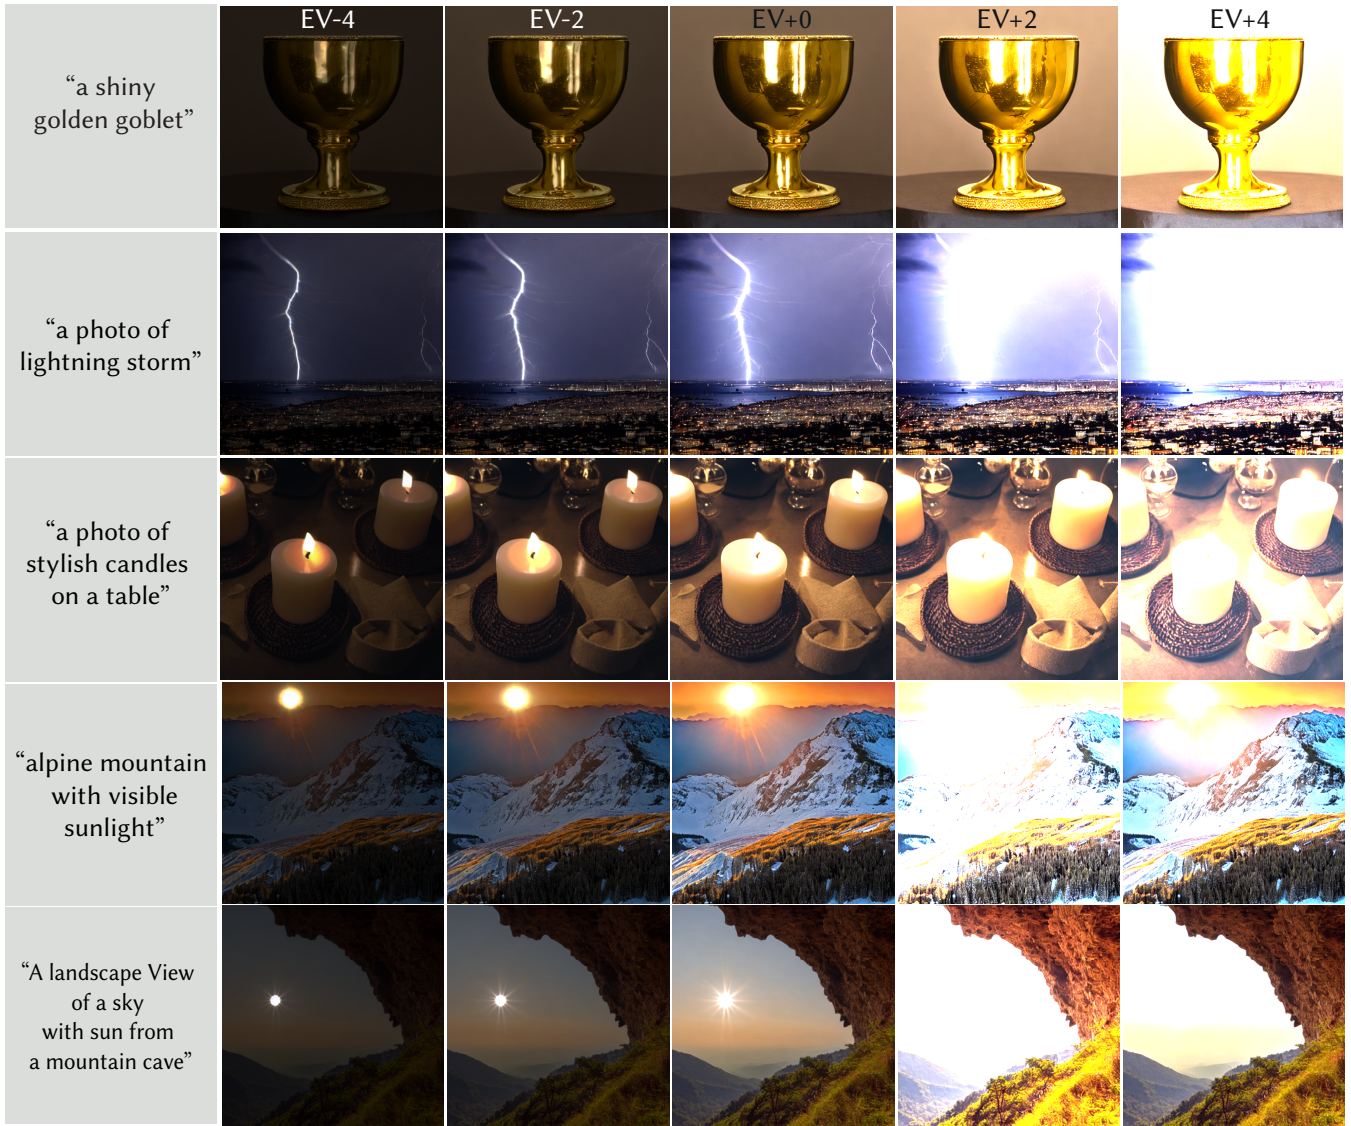 EV-4 EV-2 EV+0 EV+2 EV+4
“a shiny
golden goblet”
“a photo of
lightning storm”
“a photo of
stylish candles
on a table”
“alpine mountain
with visible
sunlight”
“A landscape View
of a sky
with sun from
a mountain cave”